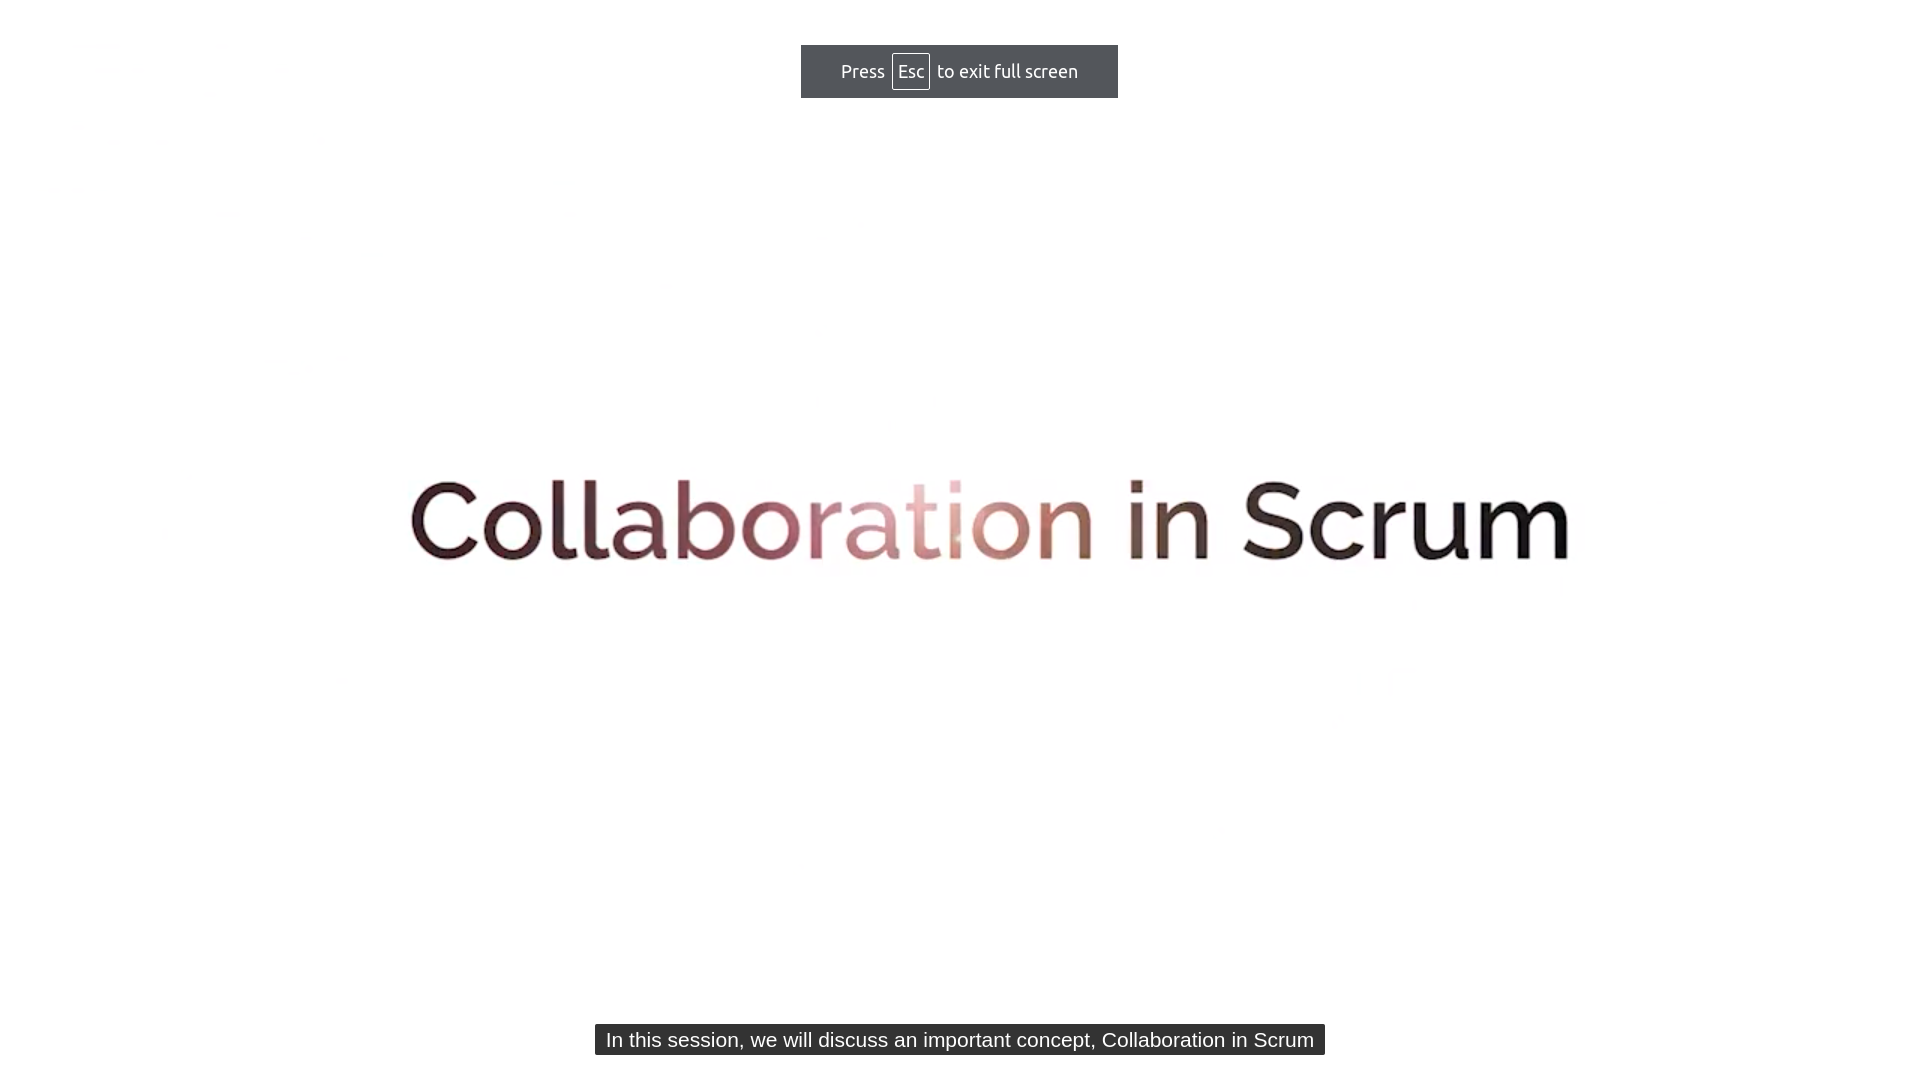 Press Esc to exit full screen
Collaboration in Scrum
In this session, we will discuss an important concept, Collaboration in Scrum